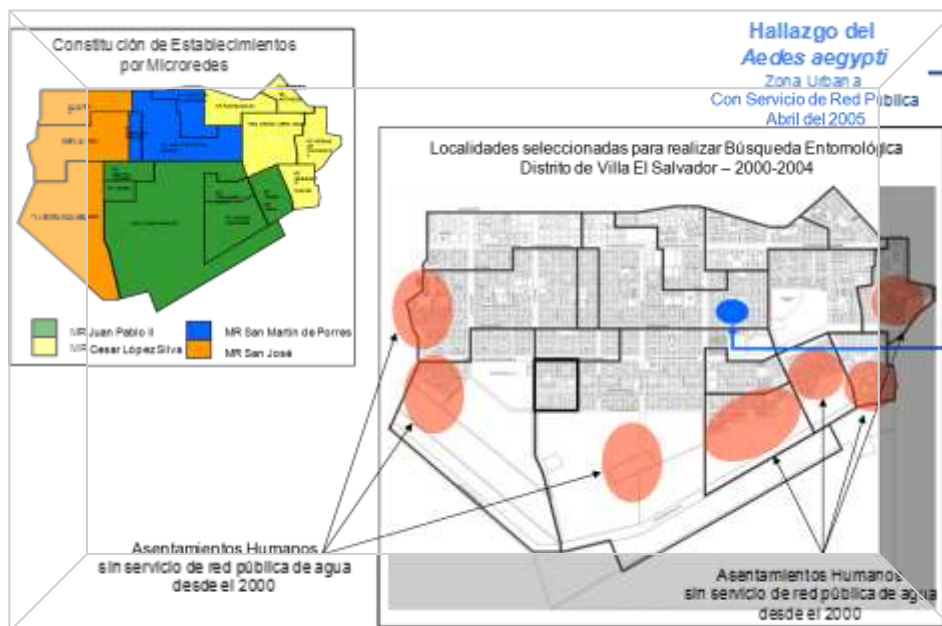 Constitución de Establecimientos
por Microredes
MR Juan Pablo II
MR San Martín de Porres
MR Cesar López Silva
MR San José
Hallazgo del
Aedes aegypti
Zona Urbana
Con Servicio de Red Pública
Abril del 2005
Localidades seleccionadas para realizar Búsqueda Entomológica
Distrito de Villa El Salvador – 2000-2004
Asentamientos Humanos
sin servicio de red pública de agua
desde el 2000
Asentamientos Humanos
sin servicio de red pública de agua
desde el 2000